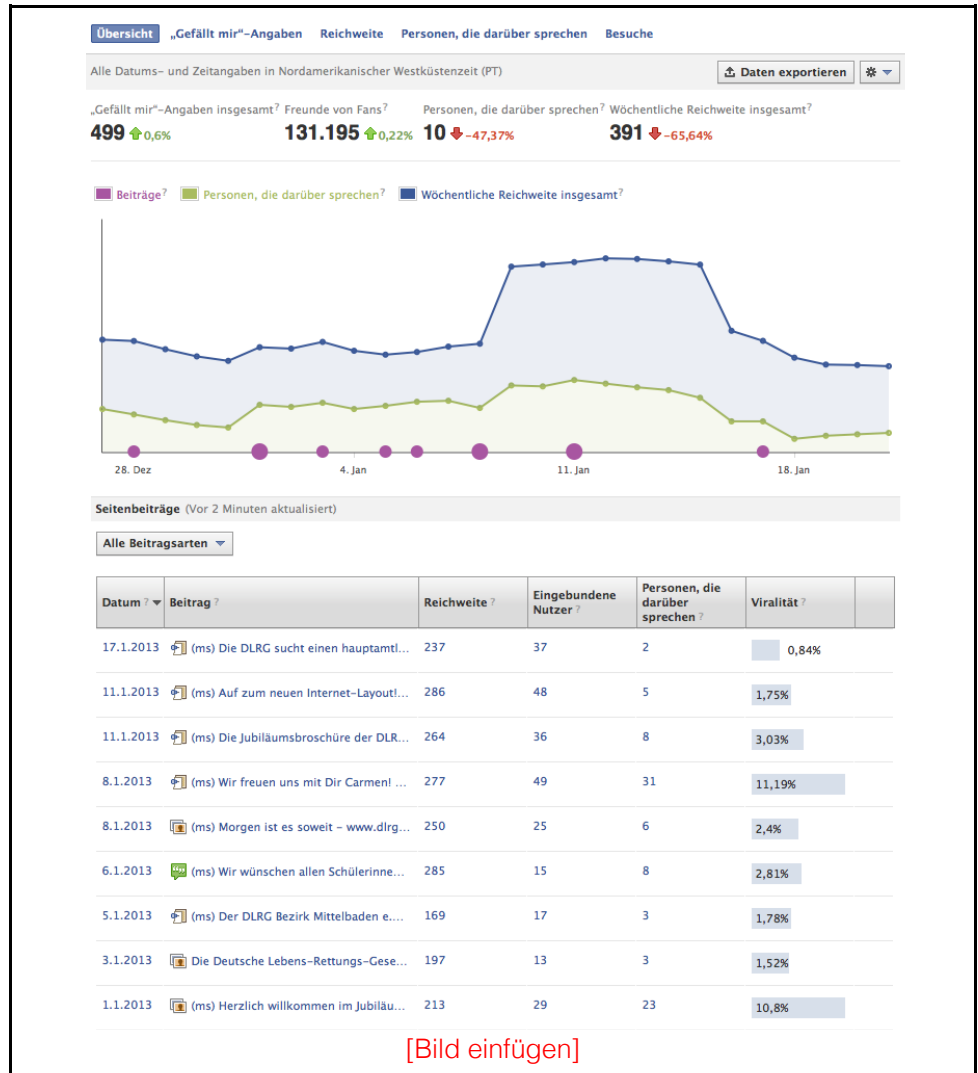 Übersicht „Gefällt mir“-Angaben Reichweite Personen, die darüber sprechen Besuche
Alle Datums- und Zeitangaben in Nordamerikanischer Westküstenzeit (PT) Daten exportieren
„Gefällt mir“-Angaben insgesamt? Freunde von Fans? Personen, die darüber sprechen? Wöchentliche Reichweite insgesamt?
499 0,6% 131.195 0,22% 10 -47,37% 391 -65,64%
Beiträge? Personen, die darüber sprechen? Wöchentliche Reichweite insgesamt?
28. Dez 4. Jan 11. Jan 18. Jan
Seitenbeiträge (Vor 2 Minuten aktualisiert)
Alle Beitragsarten
Datum ? Beitrag ? Reichweite ? Eingebundene Nutzer ? Personen, die darüber sprechen ? Viralität ?
17.1.2013 (ms) Die DLRG sucht einen hauptamtl... 237 37 2 0,84%
11.1.2013 (ms) Auf zum neuen Internet-Layout!... 286 48 5 1,75%
11.1.2013 (ms) Die Jubiläumsbroschüre der DLR... 264 36 8 3,03%
8.1.2013 (ms) Wir freuen uns mit Dir Carmen! ... 277 49 31 11,19%
8.1.2013 (ms) Morgen ist es soweit - www.dlrg... 250 25 6 2,4%
6.1.2013 (ms) Wir wünschen allen Schülerinne... 285 15 8 2,81%
5.1.2013 (ms) Der DLRG Bezirk Mittelbaden e.... 169 17 3 1,78%
3.1.2013 Die Deutsche Lebens-Rettungs-Gese... 197 13 3 1,52%
1.1.2013 (ms) Herzlich willkommen im Jubiläu... 213 29 23 10,8%
[Bild einfügen]